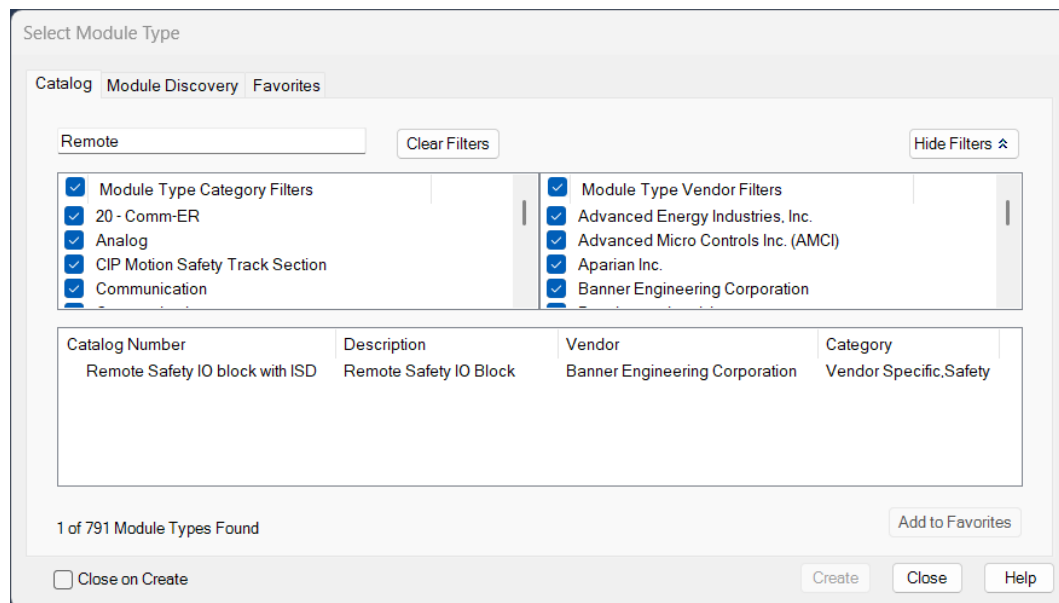 Select Module Type
Catalog Module Discovery Favorites
Remote Clear Filters Hide Filters
Module Type Category Filters
20 - Comm-ER
Analog
CIP Motion Safety Track Section
Communication
Module Type Vendor Filters
Advanced Energy Industries, Inc.
Advanced Micro Controls Inc. (AMCI)
Aparian Inc.
Banner Engineering Corporation
Catalog Number Description Vendor Category
Remote Safety IO block with ISD Remote Safety IO Block Banner Engineering Corporation Vendor Specific,Safety
1 of 791 Module Types Found Add to Favorites
Close on Create Create Close Help